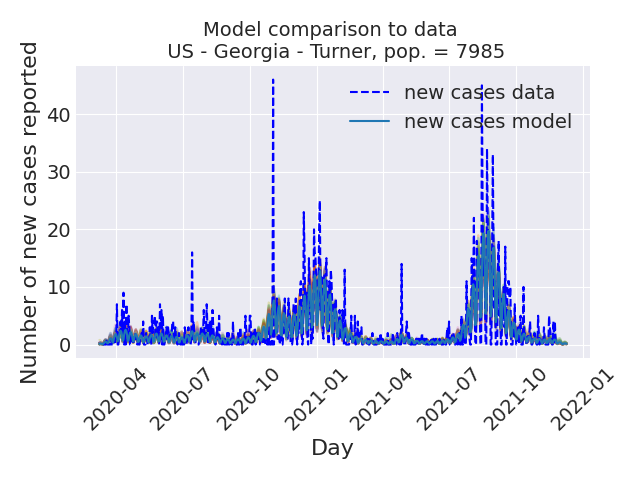 Model comparison to data
US - Georgia - Turner, pop. = 7985
Number of new cases reported
40
30
20
10
0
new cases data
new cases model
2020-04
2020-07
2020-10
2021-01
2021-04
2021-07
2021-10
2022-01
Day